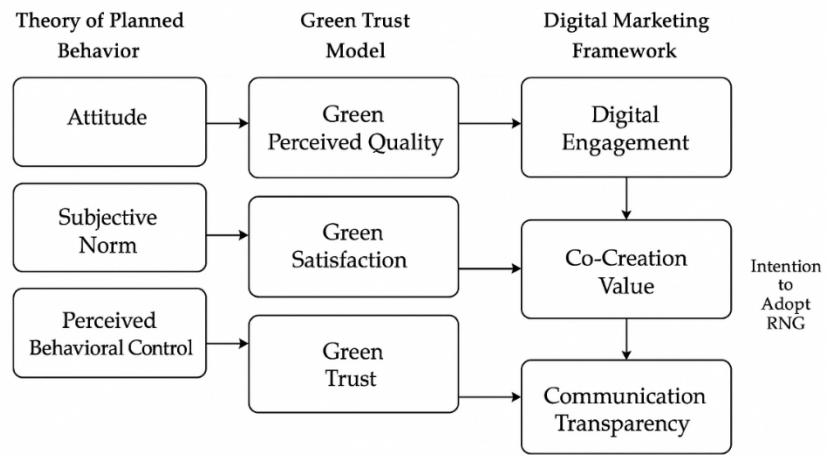 Theory of Planned
Behavior
Green Trust
Model
Digital Marketing
Framework
Attitude
Green
Perceived Quality
Digital
Engagement
Subjective
Norm
Green
Satisfaction
Co-Creation
Value
Intention
to
Adopt
RNG
Perceived
Behavioral Control
Green
Trust
Communication
Transparency